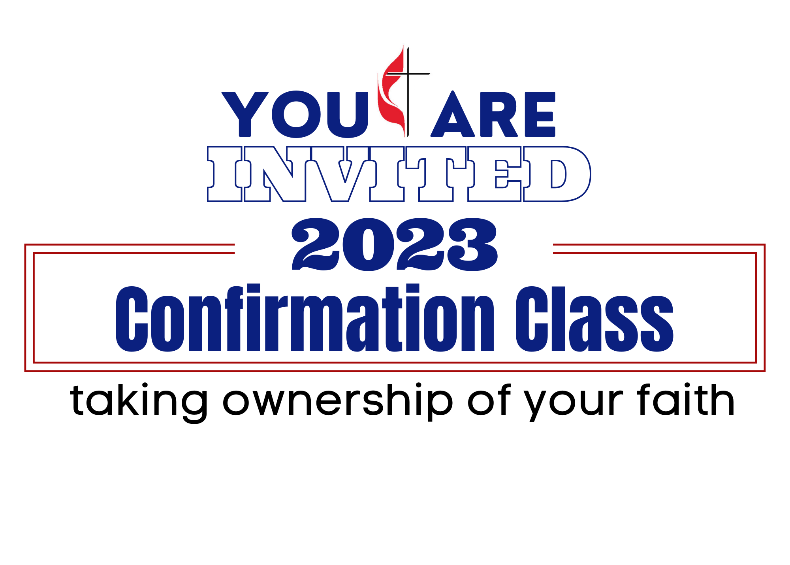 YOU ARE
INVITED
2023
Confirmation Class
taking ownership of your faith